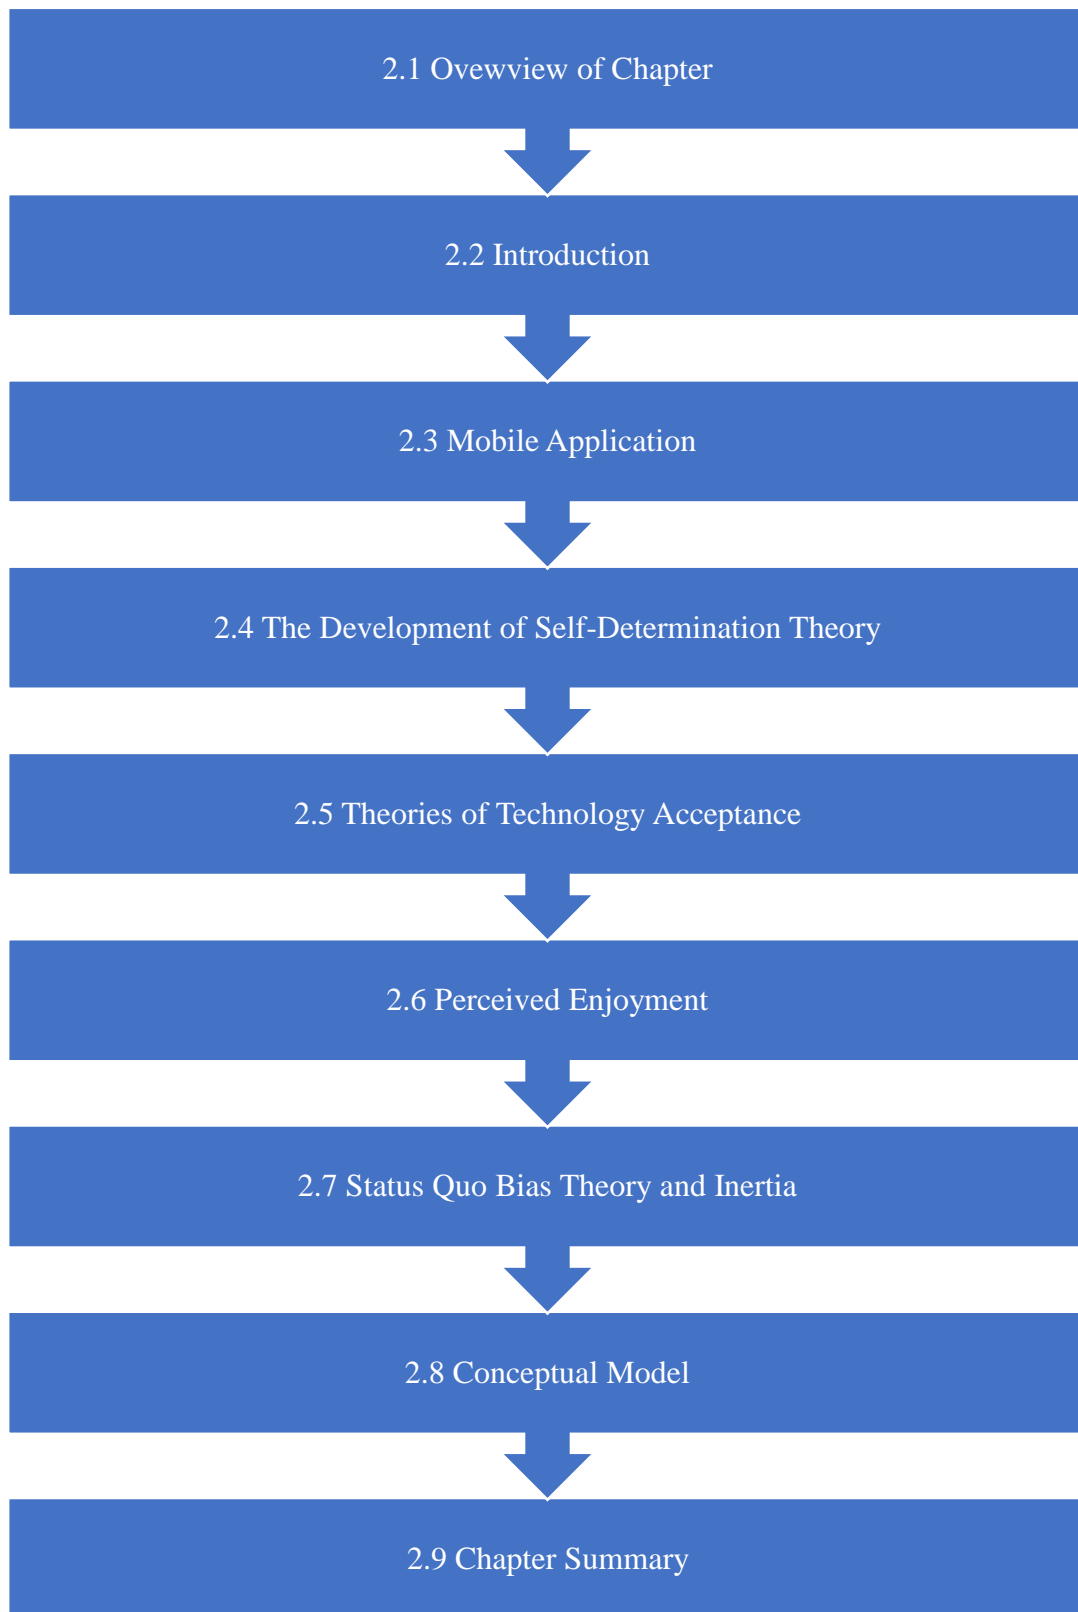 2.1 Ovewview of Chapter
2.2 Introduction
2.3 Mobile Application
2.4 The Development of Self-Determination Theory
2.5 Theories of Technology Acceptance
2.6 Perceived Enjoyment
2.7 Status Quo Bias Theory and Inertia
2.8 Conceptual Model
2.9 Chapter Summary